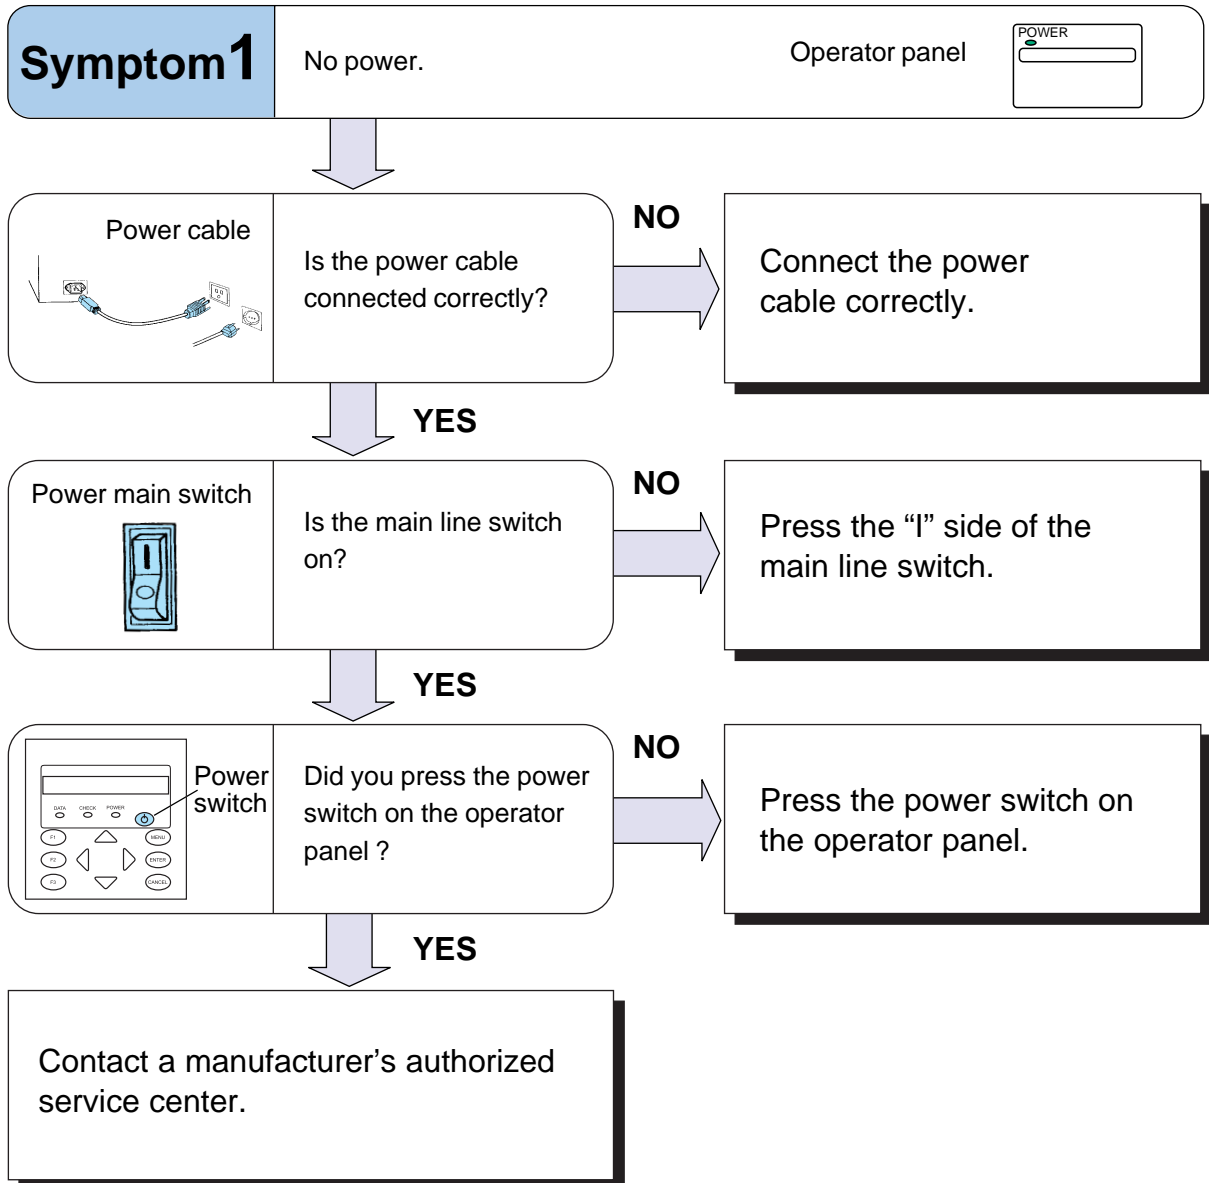 Symptom1
No power.
Operator panel
POWER
Power cable
Is the power cable
connected correctly?
NO
Connect the power
cable correctly.
YES
Power main switch
Is the main line switch
on?
NO
Press the “I” side of the
main line switch.
YES
DATA CHECK POWER
F1 MENU
F2 ENTER
F3 CANCEL
Power
switch
Did you press the power
switch on the operator
panel ?
NO
Press the power switch on
the operator panel.
YES
Contact a manufacturer’s authorized
service center.